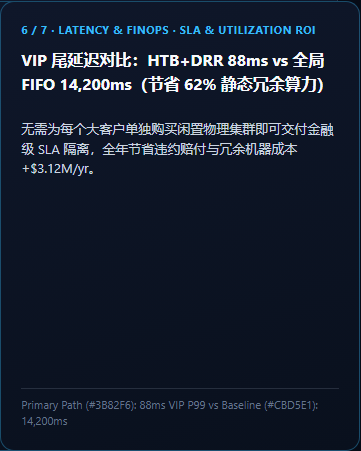 6 / 7 · LATENCY & FINOPS · SLA & UTILIZATION ROI
VIP 尾延迟对比：HTB+DRR 88ms vs 全局
FIFO 14,200ms（节省 62% 静态冗余算力）
无需为每个大客户单独购买闲置物理集群即可交付金融
级 SLA 隔离，全年节省违约赔付与冗余机器成本
+$3.12M/yr。
Primary Path (#3B82F6): 88ms VIP P99 vs Baseline (#CBD5E1):
14,200ms